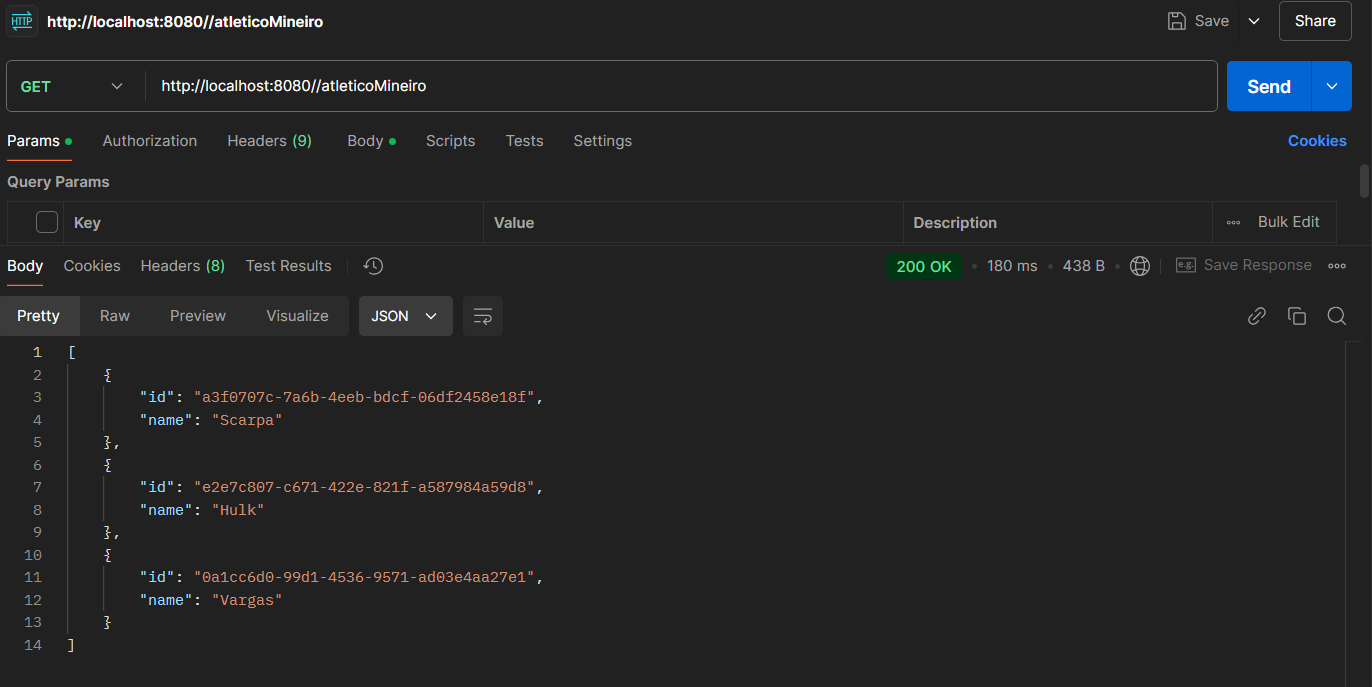 HTTP http://localhost:8080//atleticoMineiro Save Share
GET http://localhost:8080//atleticoMineiro Send
Params Authorization Headers (9) Body Scripts Tests Settings Cookies
Query Params
Key Value Description Bulk Edit
Body Cookies Headers (8) Test Results 200 OK 180 ms 438 B e.g. Save Response
Pretty Raw Preview Visualize JSON
1 [
2 {
3 "id": "a3f0707c-7a6b-4eeb-bdcf-06df2458e18f",
4 "name": "Scarpa"
5 },
6 {
7 "id": "e2e7c807-c671-422e-821f-a587984a59d8",
8 "name": "Hulk"
9 },
10 {
11 "id": "0a1cc6d0-99d1-4536-9571-ad03e4aa27e1",
12 "name": "Vargas"
13 }
14 ]